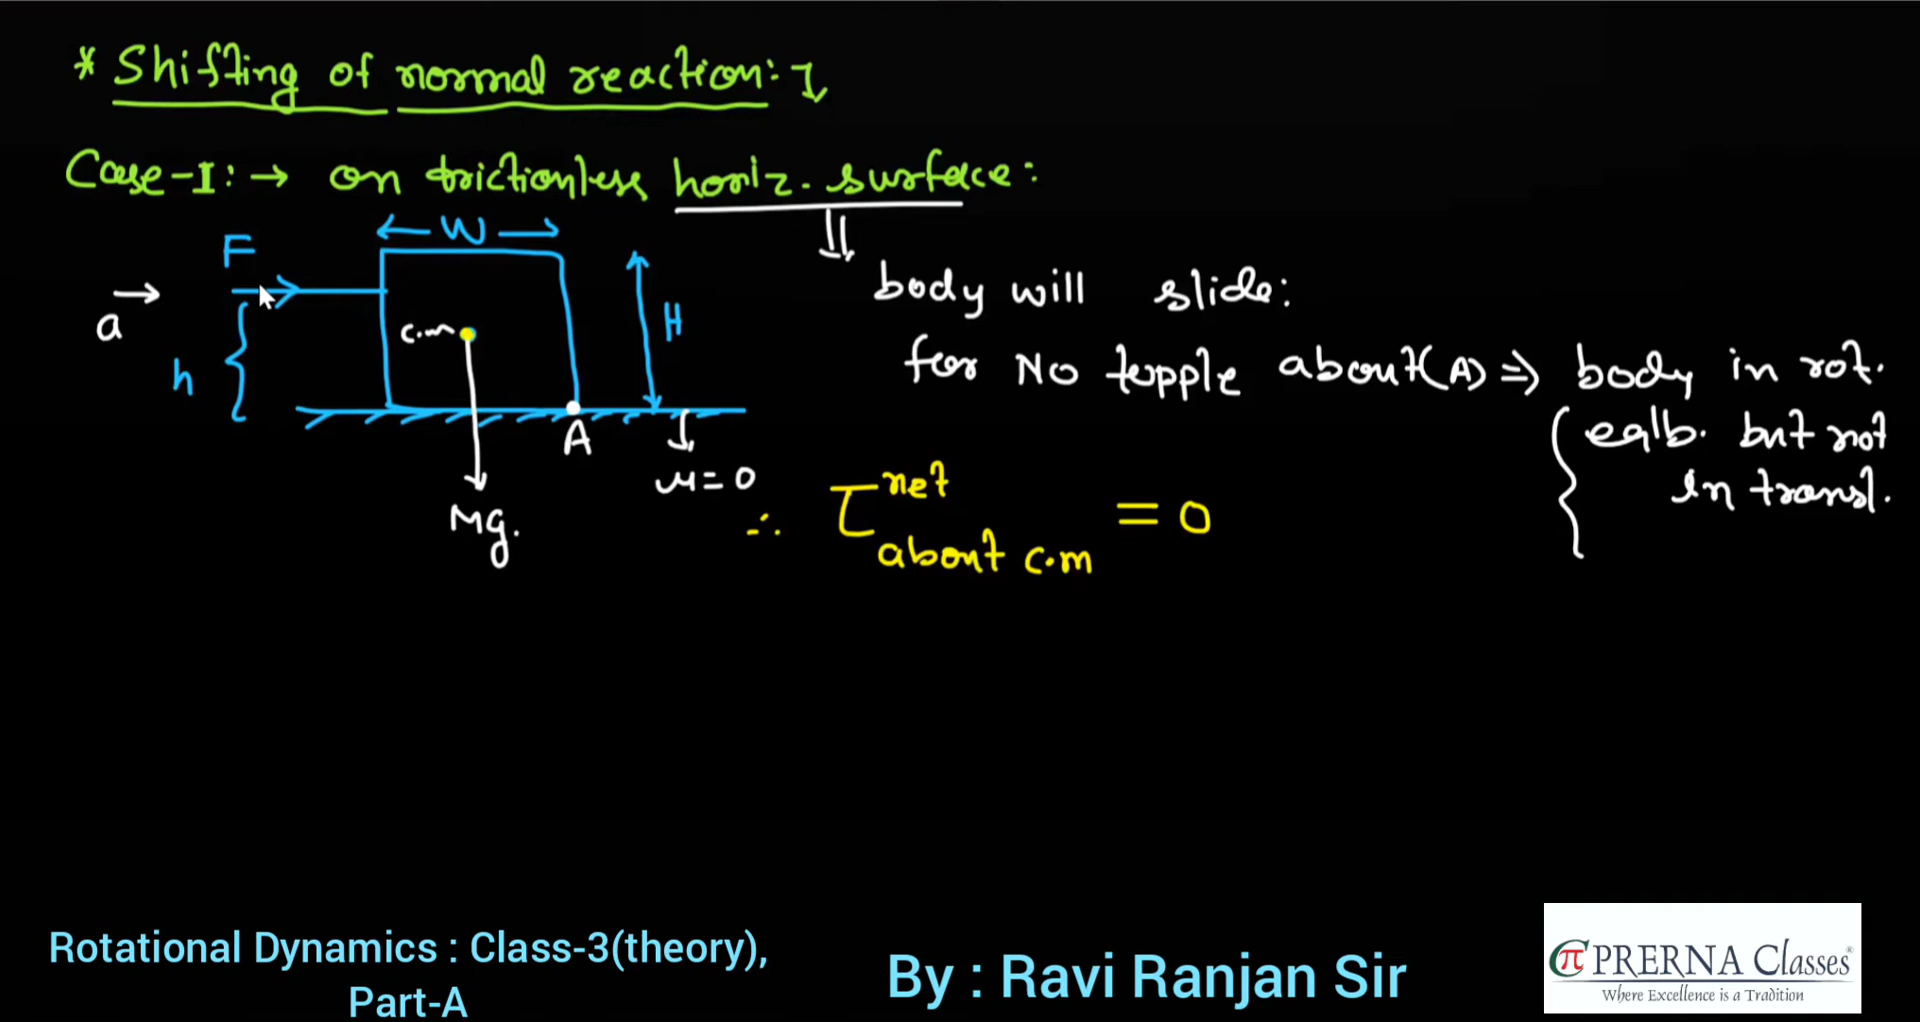 * Shifting of normal reaction:
Case-I: → on frictionless horiz. surface:
← W →
F
a
h
c.m
H
A
Mg.
μ=0
body will slide:
for No topple about (A) ⇒ body in rot.
eqlb. but not
in transl.
∴ τ net about c.m = 0
Rotational Dynamics : Class-3(theory),
Part-A
By : Ravi Ranjan Sir
π PRERNA Classes®
Where Excellence is a Tradition